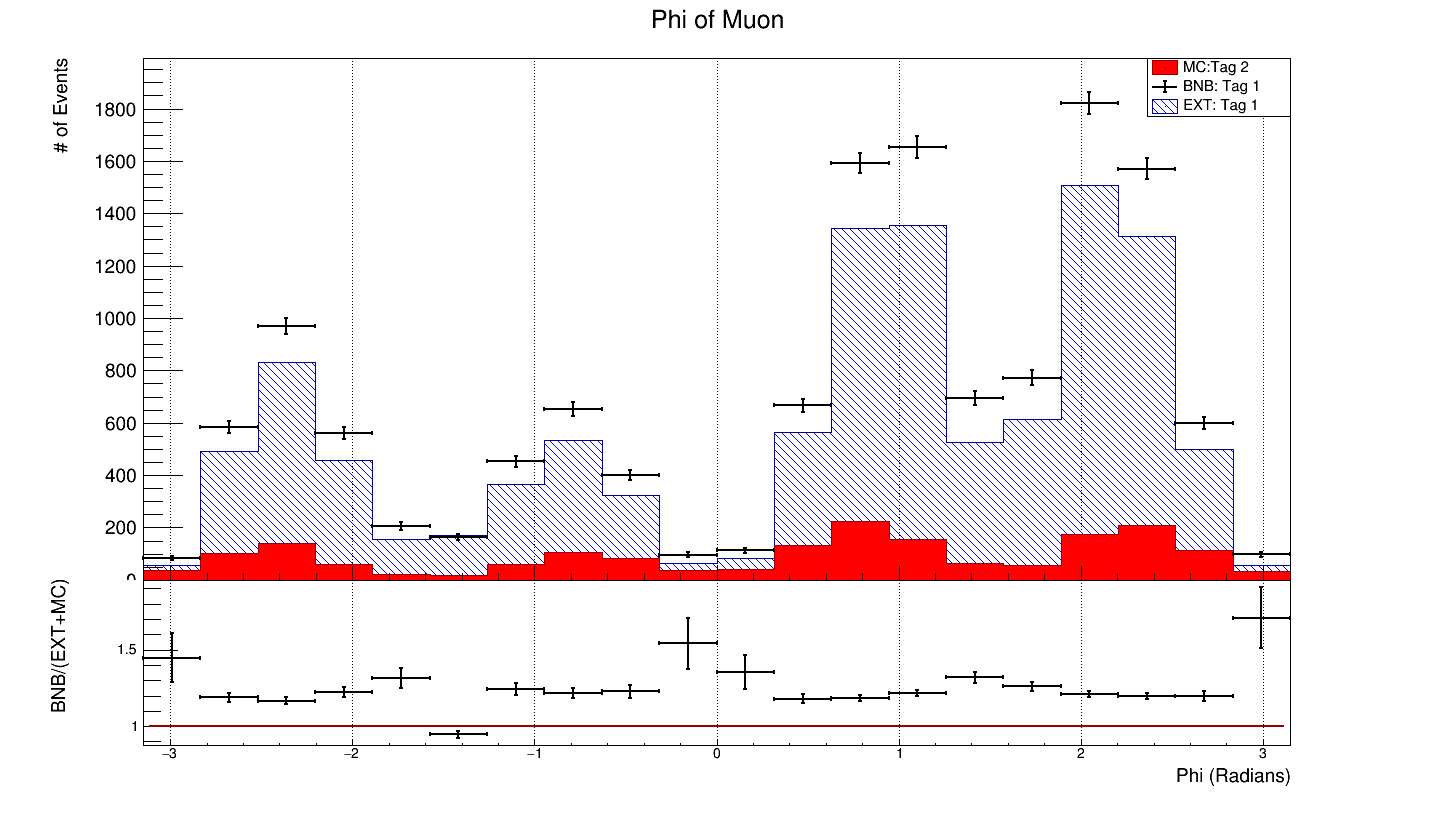 Phi of Muon
# of Events
1800
1600
1400
1200
1000
800
600
400
200
0
MC:Tag 2
BNB: Tag 1
EXT: Tag 1
BNB/(EXT+MC)
1.5
1
−3 −2 −1 0 1 2 3
Phi (Radians)